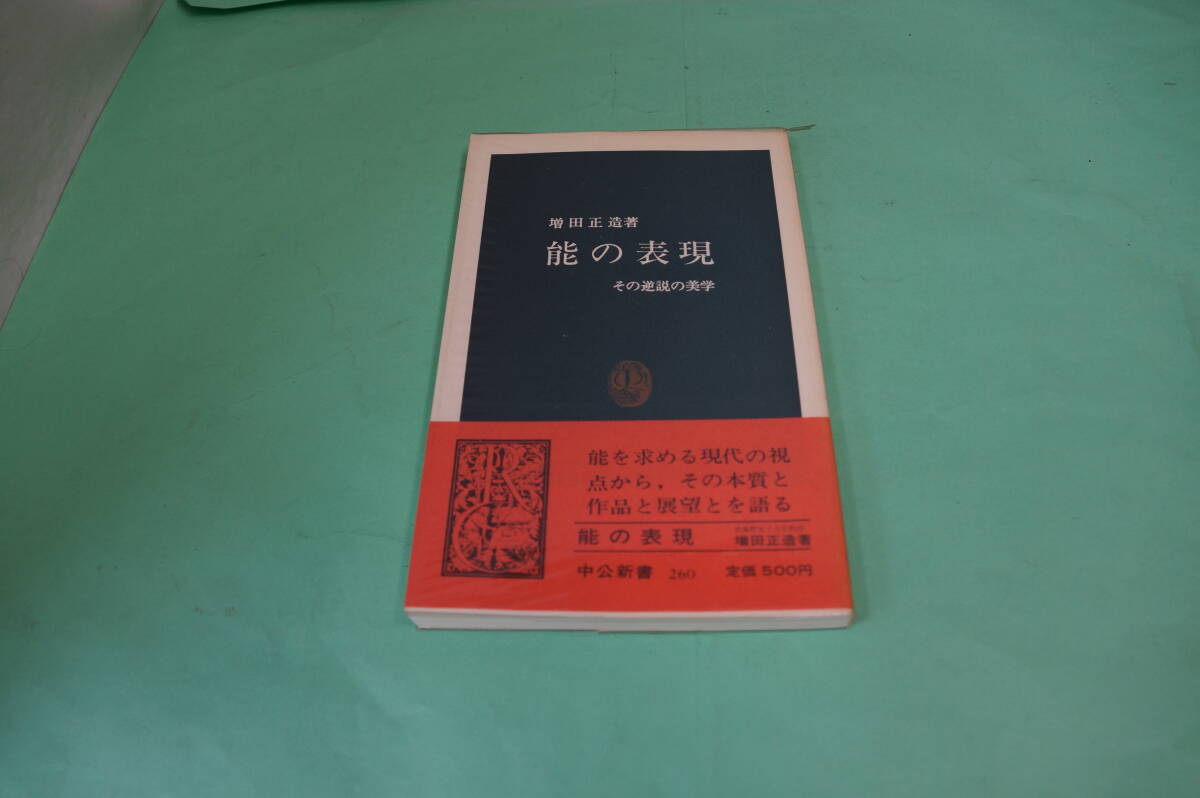 増田正造著
能の表現
その逆説の美学
能を求める現代の視
点から，その本質と
作品と展望とを語る
能の表現
増田正造著
中公新書 260 定価 500円